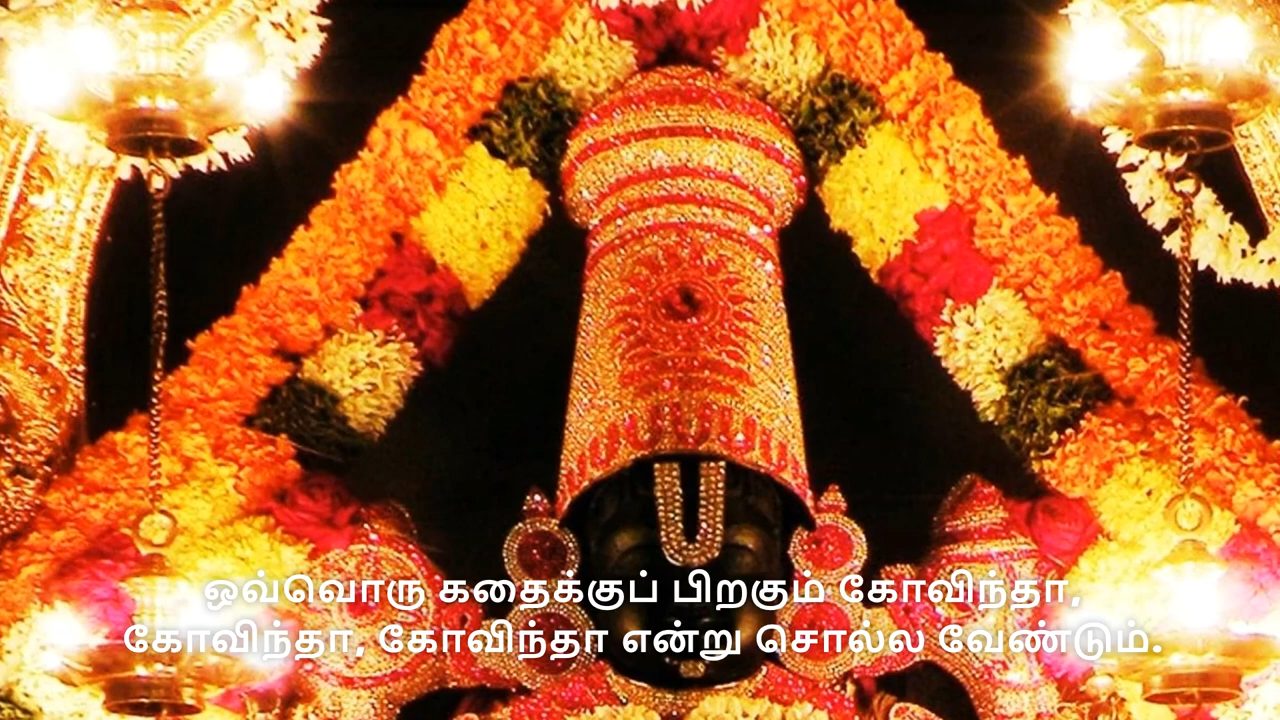 ஒவ்வொரு கதைக்குப் பிறகும் கோவிந்தா,
கோவிந்தா, கோவிந்தா என்று சொல்ல வேண்டும்.